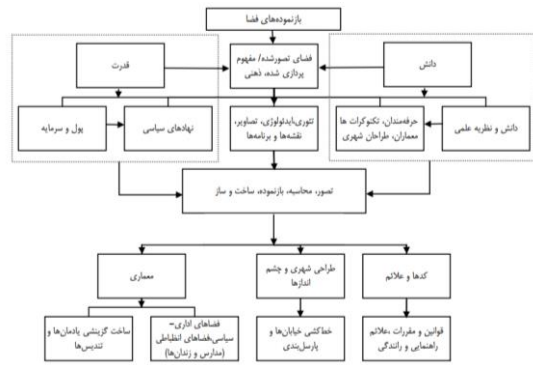 بازنمودهای فضا
دانش
فضای تصورشده/ مفهوم
پردازی شده، ذهنی
قدرت
دانش و نظریه علمی
حرفه‌مندان، تکنوکرات ها
معماران، طراحان شهری
تئوری،ایدئولوژی، تصاویر،
نقشه‌ها و برنامه‌ها
نهادهای سیاسی
پول و سرمایه
تصور، محاسبه، بازنموده، ساخت و ساز
کدها و علائم
طراحی شهری و چشم
اندازها
معماری
قوانین و مقررات ،علائم
راهنمایی و رانندگی
خط‌کشی خیابان‌ها و
پارسل‌بندی
فضاهای اداری-
سیاسی،فضاهای انظباطی
(مدارس و زندان‌ها)
ساخت گزینشی یادمان‌ها و
تندیس‌ها